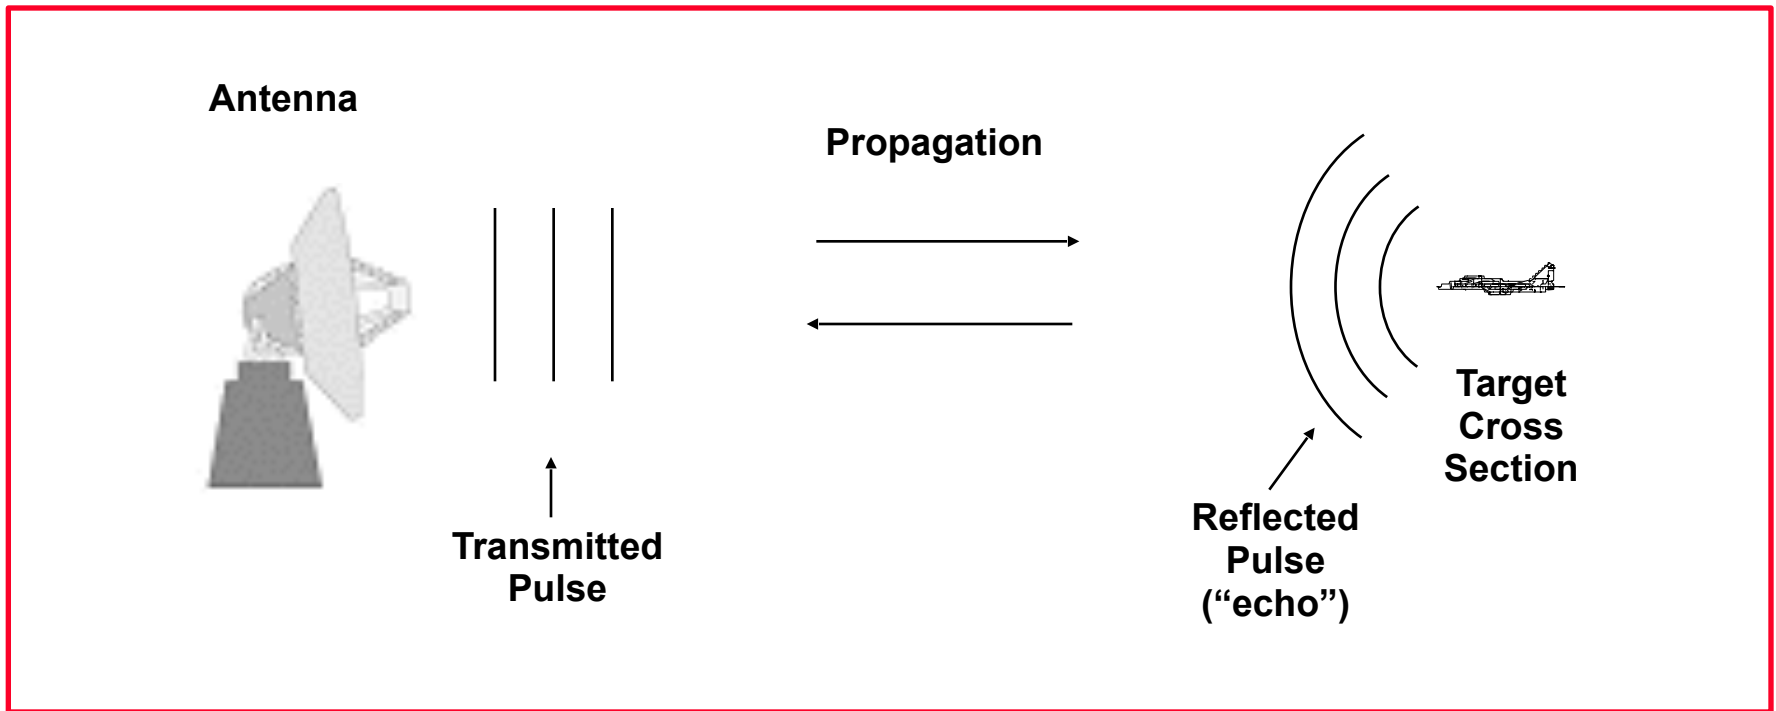 Antenna
Propagation
Target
Cross
Section
Reflected
Pulse
(“echo”)
Transmitted
Pulse